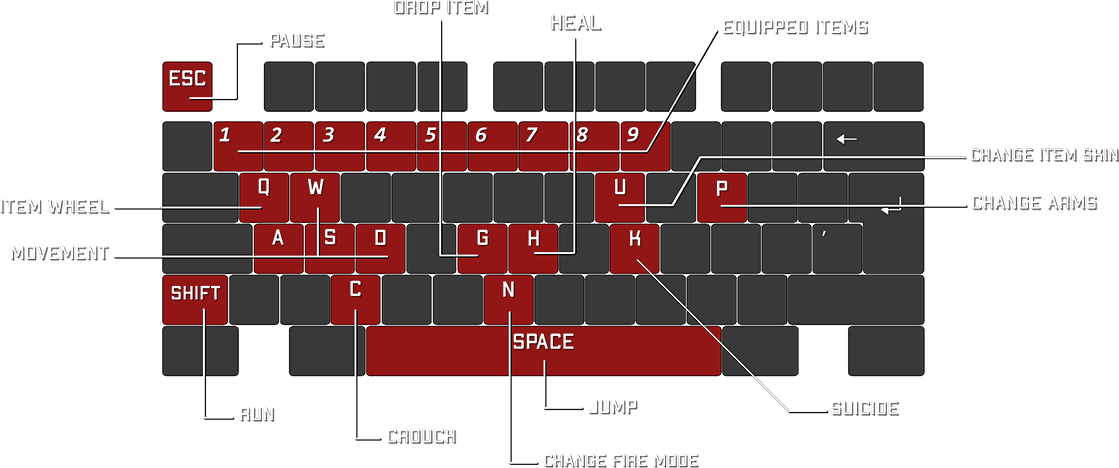 DROP ITEM
HEAL
EQUIPPED ITEMS
PAUSE
ESC
1 2 3 4 5 6 7 8 9
CHANGE ITEM SKIN
Q W U P
ITEM WHEEL
CHANGE ARMS
A S D G H K '
MOVEMENT
SHIFT C N
SPACE
RUN
JUMP
SUICIDE
CROUCH
CHANGE FIRE MODE